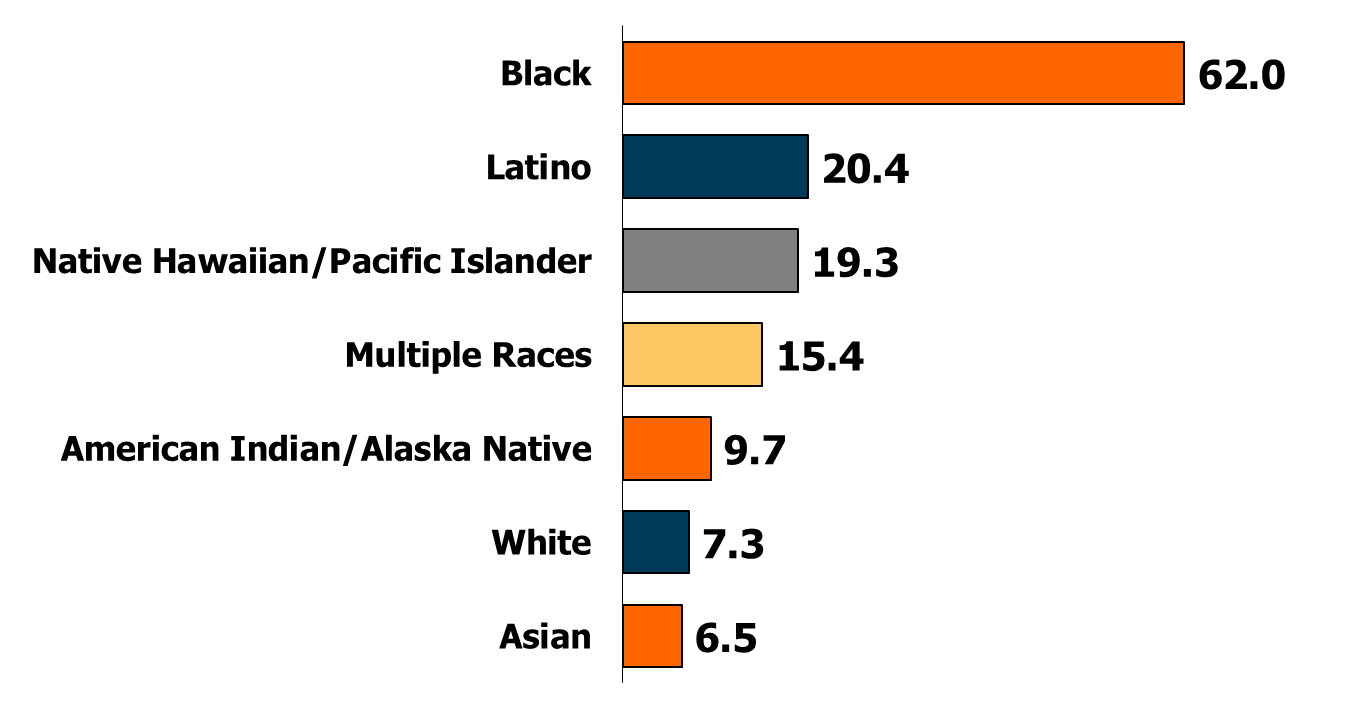 Black 62.0
Latino 20.4
Native Hawaiian/Pacific Islander 19.3
Multiple Races 15.4
American Indian/Alaska Native 9.7
White 7.3
Asian 6.5